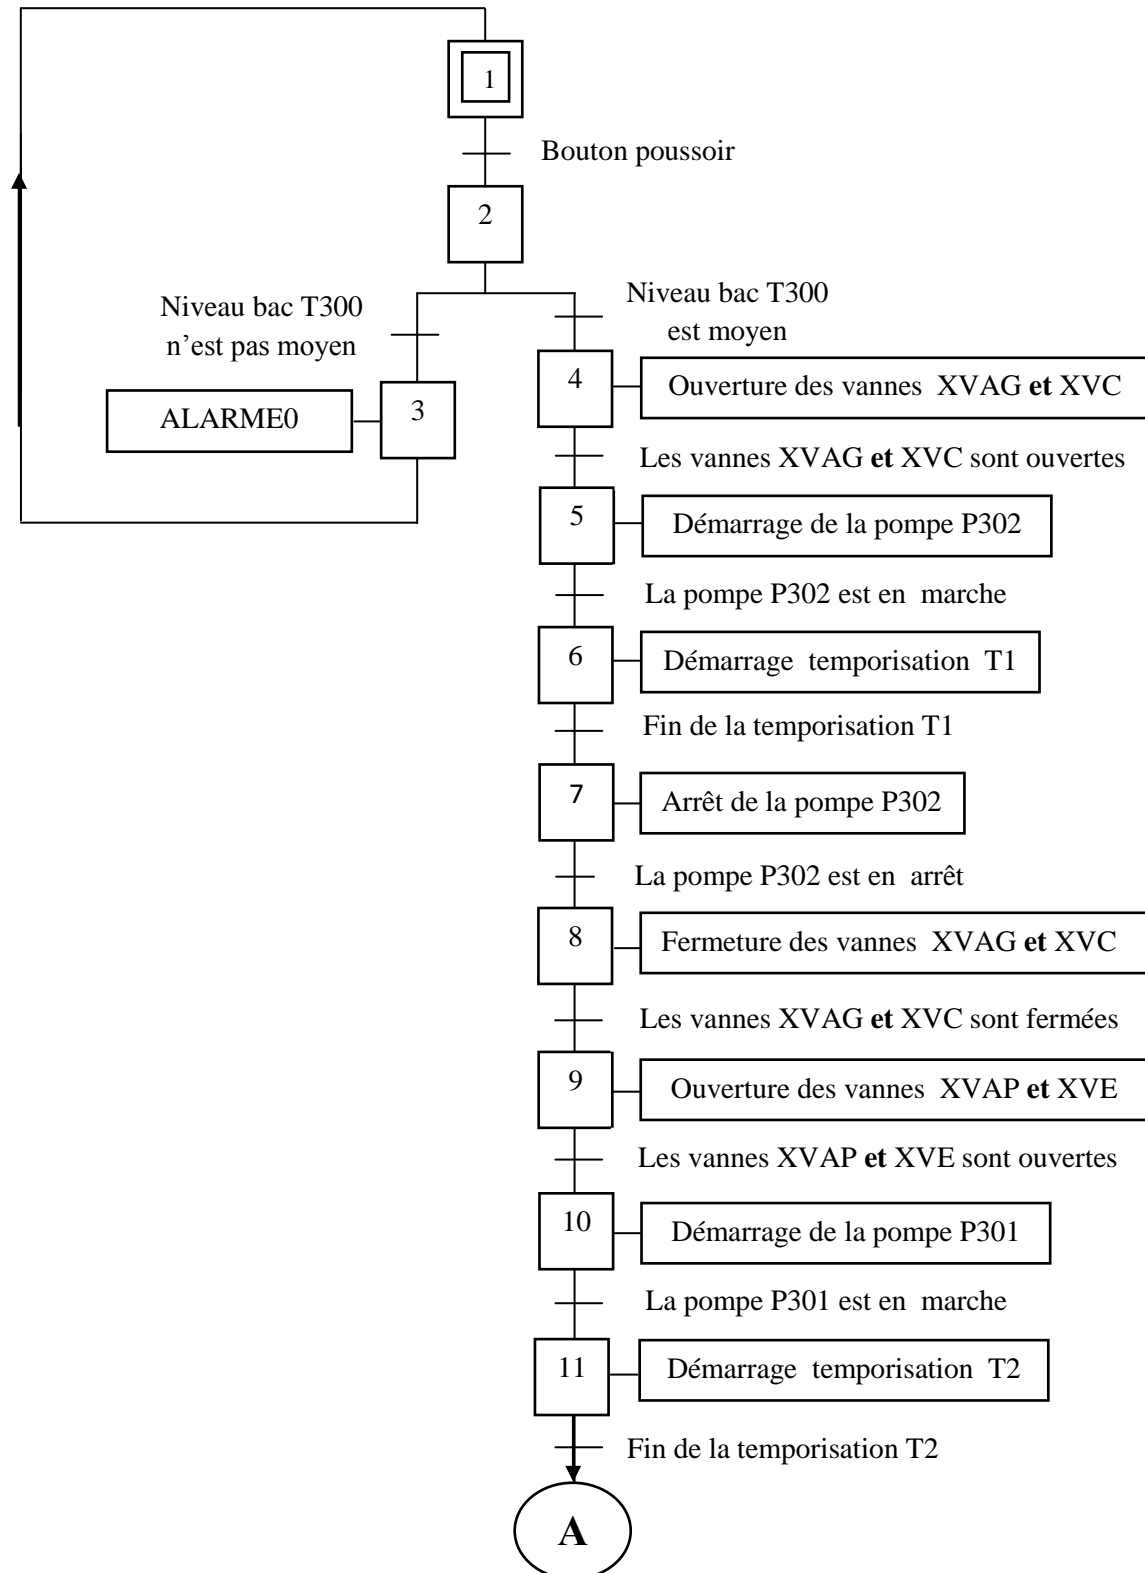 1
Bouton poussoir
2
Niveau bac T300
n’est pas moyen
Niveau bac T300
est moyen
ALARME0
3
4
Ouverture des vannes XVAG et XVC
Les vannes XVAG et XVC sont ouvertes
5
Démarrage de la pompe P302
La pompe P302 est en marche
6
Démarrage temporisation T1
Fin de la temporisation T1
7
Arrêt de la pompe P302
La pompe P302 est en arrêt
8
Fermeture des vannes XVAG et XVC
Les vannes XVAG et XVC sont fermées
9
Ouverture des vannes XVAP et XVE
Les vannes XVAP et XVE sont ouvertes
10
Démarrage de la pompe P301
La pompe P301 est en marche
11
Démarrage temporisation T2
Fin de la temporisation T2
A